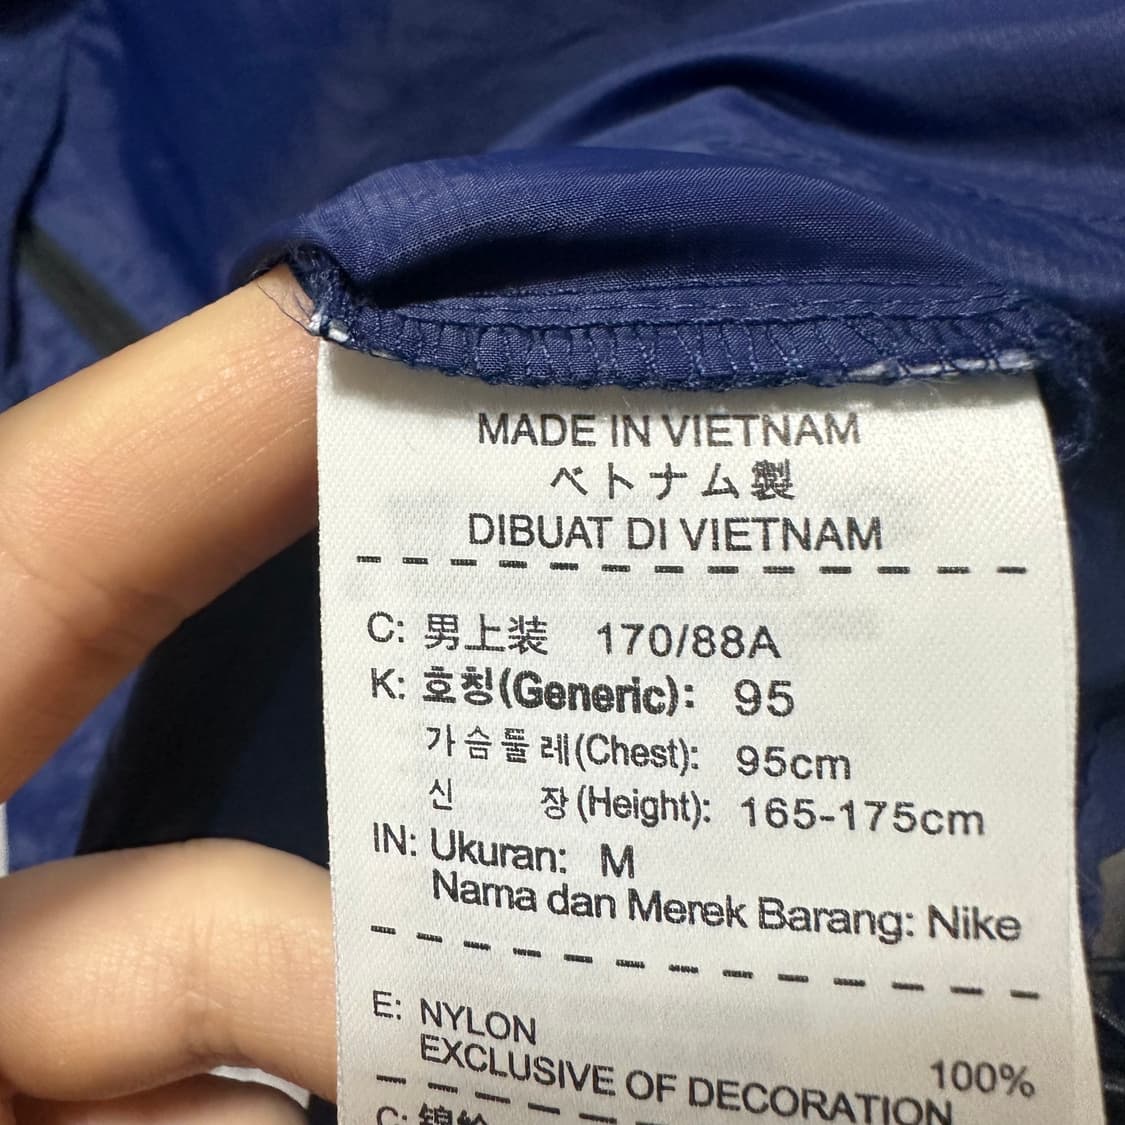 MADE IN VIETNAM
ベトナム製
DIBUAT DI VIETNAM
C: 男上装 170/88A
K: 호칭(Generic): 95
가슴둘레(Chest): 95cm
신 장(Height): 165-175cm
IN: Ukuran: M
Nama dan Merek Barang: Nike
E: NYLON 100%
EXCLUSIVE OF DECORATION
C: 锦纶